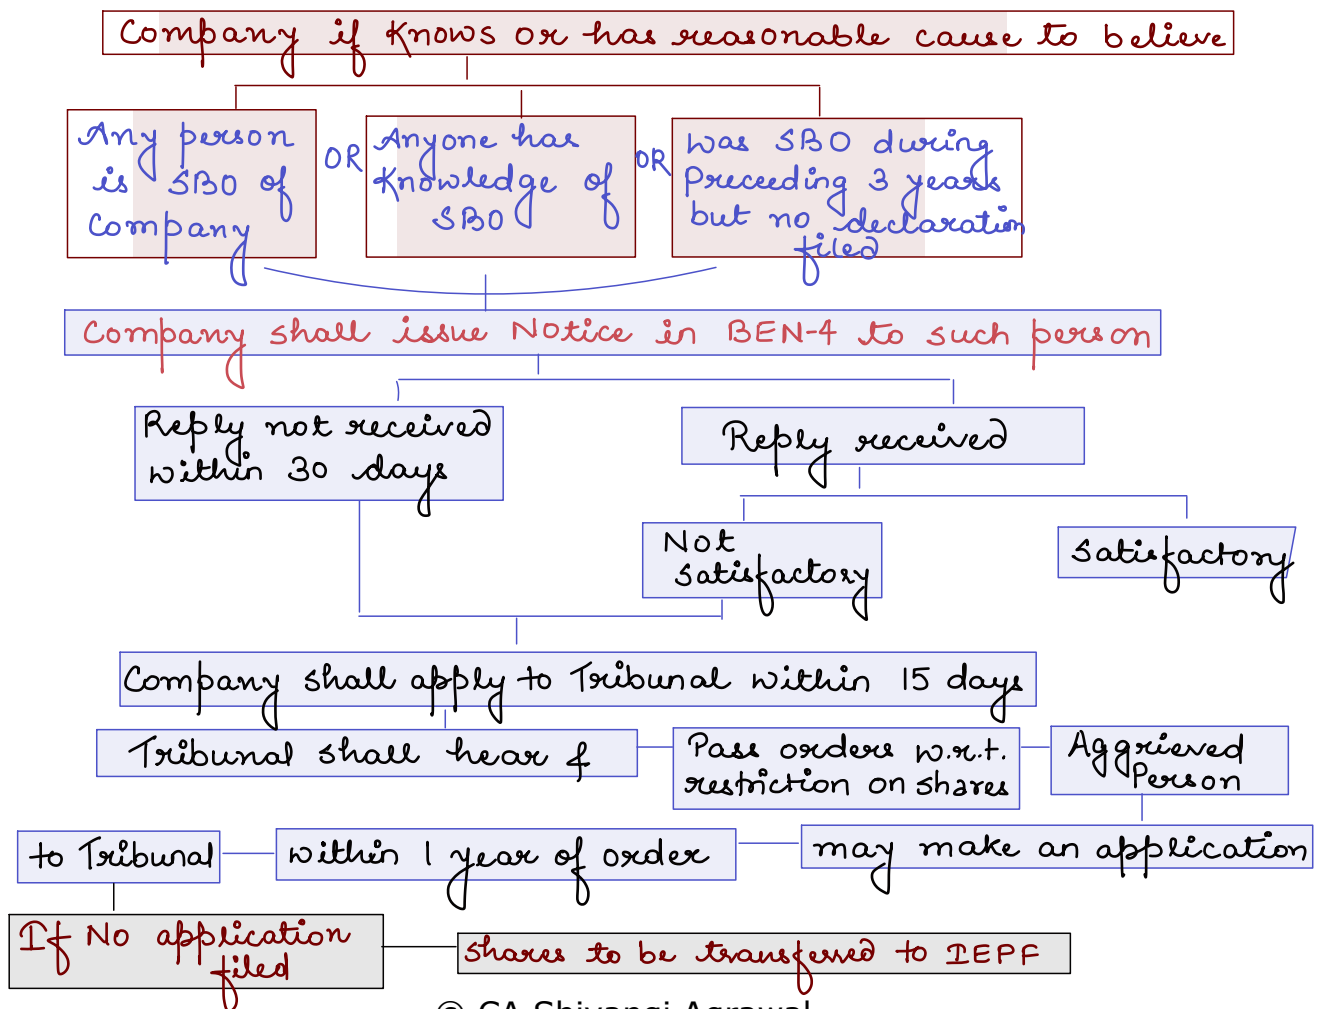 Company if knows or has reasonable cause to believe
Any person
is SBO of
Company
OR
Anyone has
knowledge of
SBO
OR
was SBO during
preceeding 3 years
but no declaration
filed
Company shall issue Notice in BEN-4 to such person
Reply not received
within 30 days
Reply received
Not
satisfactory
satisfactory
Company shall apply to Tribunal within 15 days
Tribunal shall hear &
Pass orders w.r.t.
restriction on shares
Aggrieved
Person
may make an application
within 1 year of order
to Tribunal
If No application
filed
shares to be transferred to IEPF
© CA Shivangi Agrawal